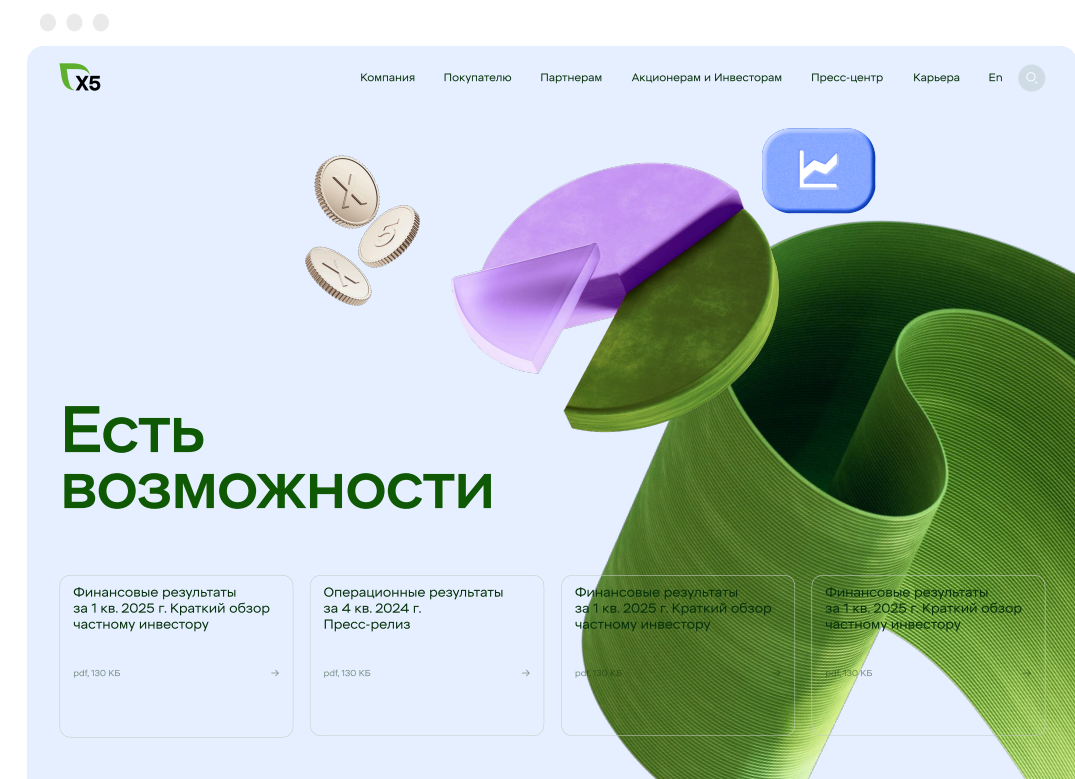 X5
Компания Покупателю Партнерам Акционерам и Инвесторам Пресс-центр Карьера En
X
5
X
Есть
возможности
Финансовые результаты
за 1 кв. 2025 г. Краткий обзор
частному инвестору
pdf, 130 КБ
Операционные результаты
за 4 кв. 2024 г.
Пресс-релиз
pdf, 130 КБ
Финансовые результаты
за 1 кв. 2025 г. Краткий обзор
частному инвестору
pdf, 130 КБ
Финансовые результаты
за 1 кв. 2025 г. Краткий обзор
частному инвестору
pdf, 130 КБ